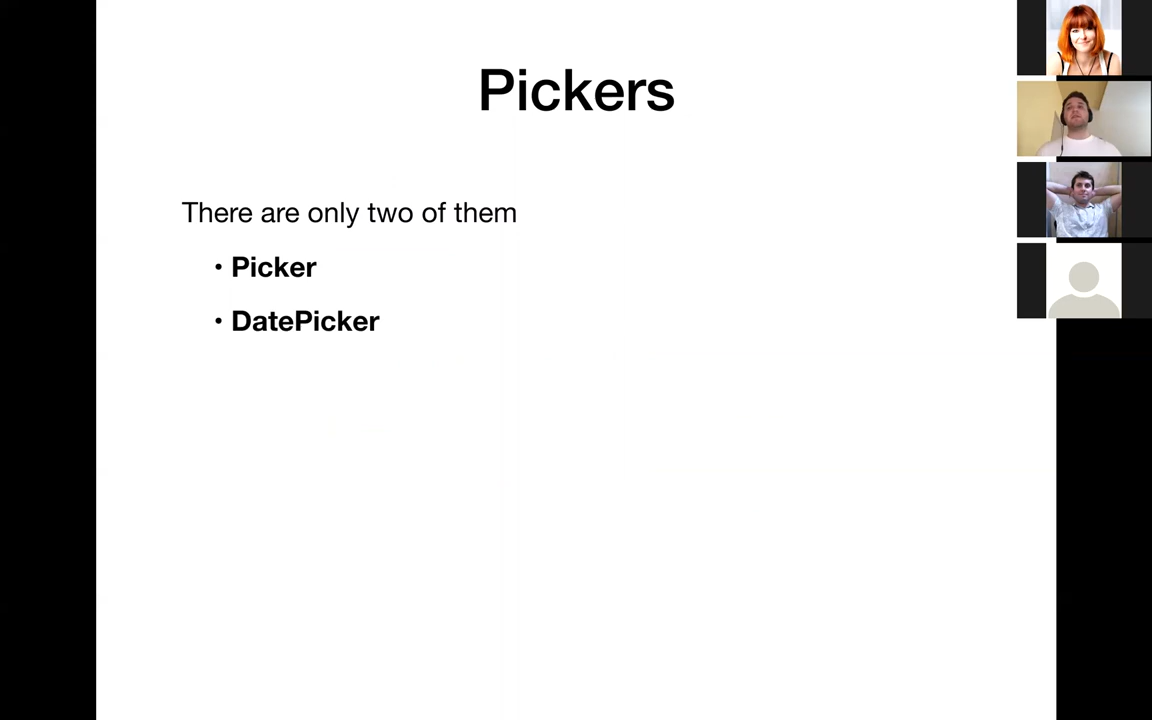 Pickers
There are only two of them
• Picker
• DatePicker